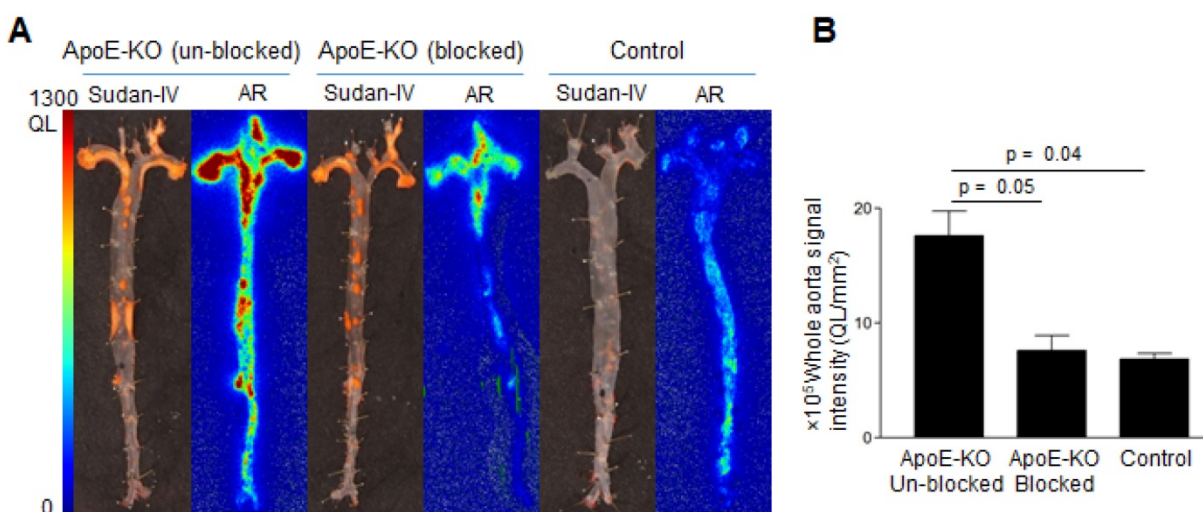 A
ApoE-KO (un-blocked)
ApoE-KO (blocked)
Control
Sudan-IV
AR
Sudan-IV
AR
Sudan-IV
AR
1300
QL
0
B
p = 0.04
p = 0.05
×10⁵Whole aorta signal
intensity (QL/mm²)
20
10
0
ApoE-KO
Un-blocked
ApoE-KO
Blocked
Control